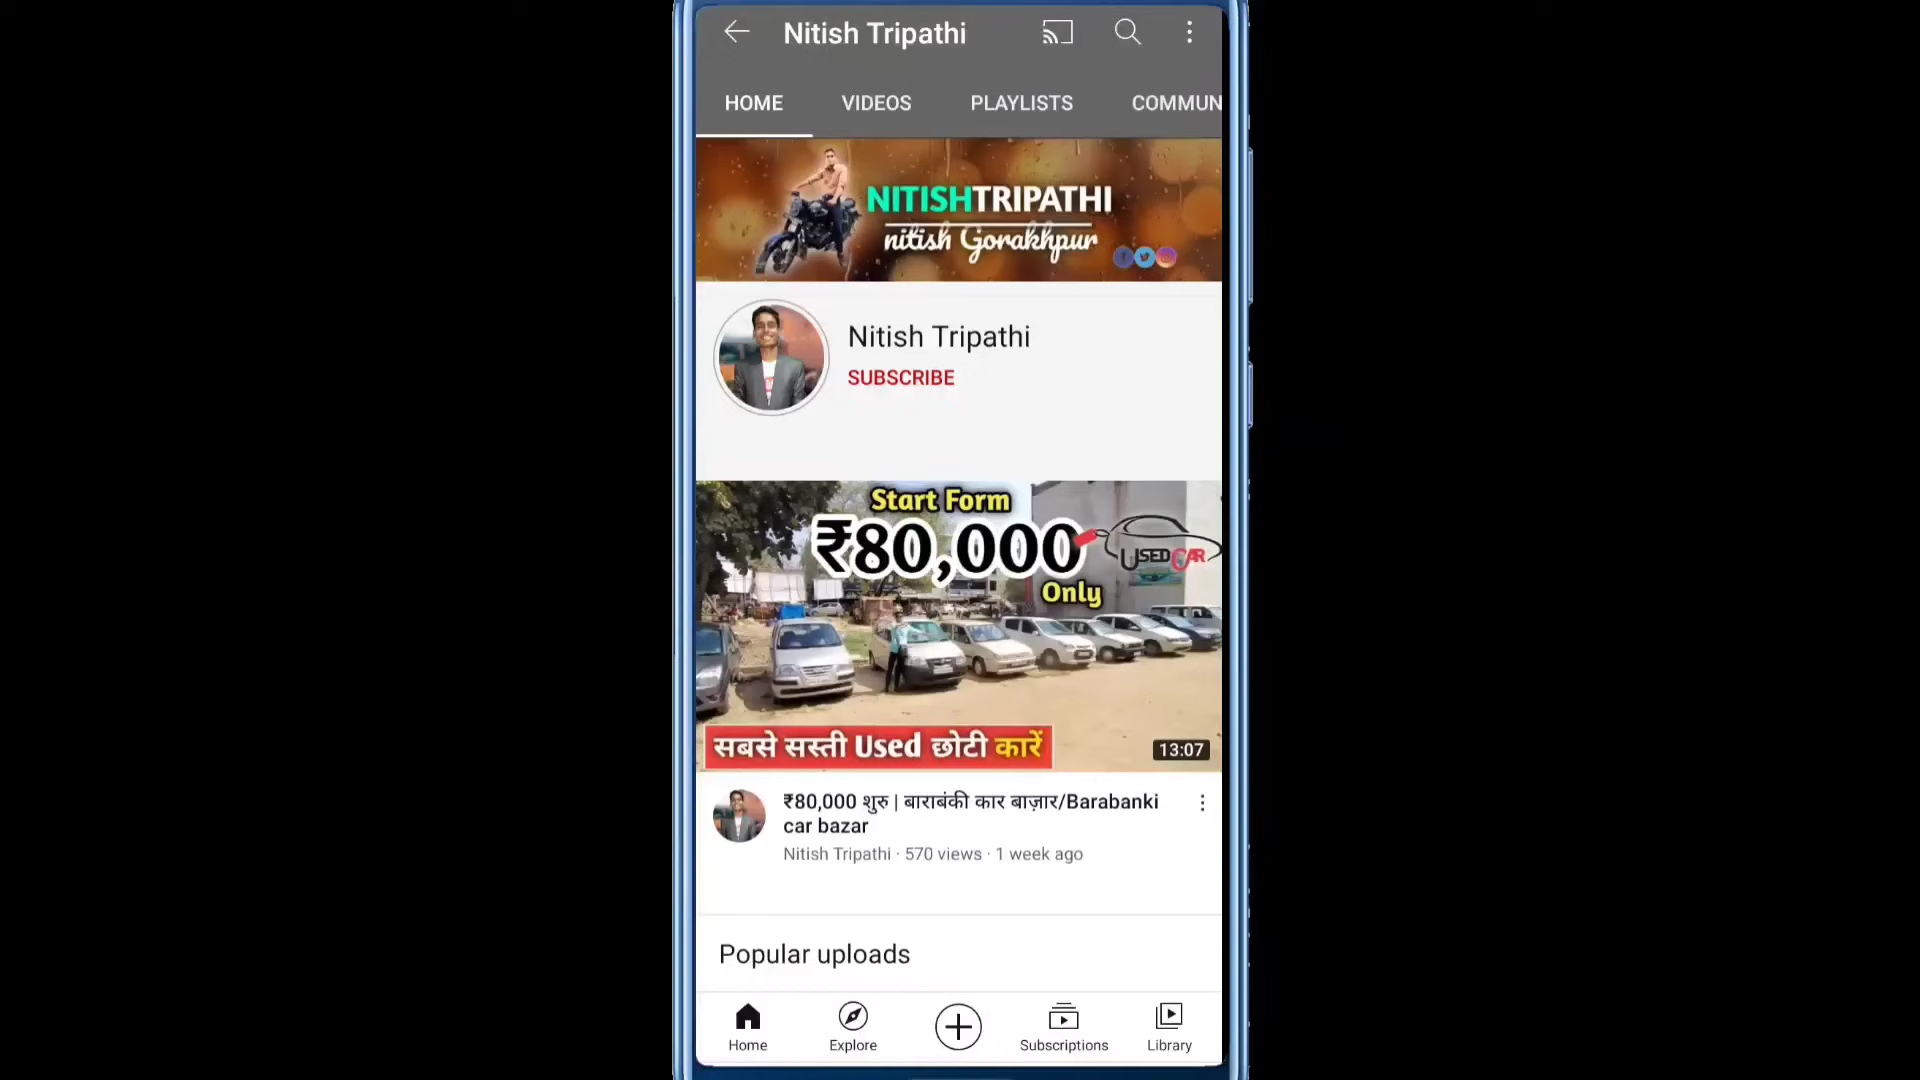 Nitish Tripathi
HOME VIDEOS PLAYLISTS COMMUN
NITISHTRIPATHI
nitish Gorakhpur
Nitish Tripathi
SUBSCRIBE
Start Form
₹80,000
Only
USED CAR
सबसे सस्ती Used छोटी कारें
13:07
₹80,000 शुरु | बाराबंकी कार बाज़ार/Barabanki
car bazar
Nitish Tripathi · 570 views · 1 week ago
Popular uploads
Home Explore Subscriptions Library